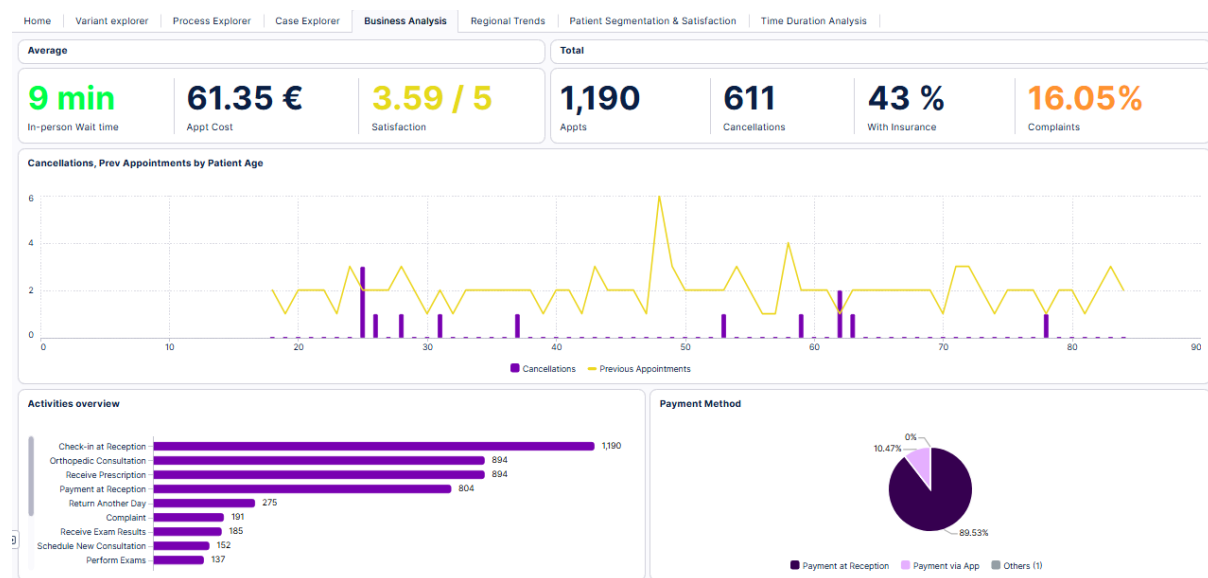 Home Variant explorer Process Explorer Case Explorer Business Analysis Regional Trends Patient Segmentation & Satisfaction Time Duration Analysis
Average
Total
9 min
In-person Wait time
61.35 €
Appt Cost
3.59 / 5
Satisfaction
1,190
Appts
611
Cancellations
43 %
With Insurance
16.05%
Complaints
Cancellations, Prev Appointments by Patient Age
6
4
2
0
0 10 20 30 40 50 60 70 80 90
Cancellations Previous Appointments
Activities overview
Check-in at Reception 1,190
Orthopedic Consultation 894
Receive Prescription 894
Payment at Reception 804
Return Another Day 275
Complaint 191
Receive Exam Results 185
Schedule New Consultation 152
Perform Exams 137
Payment Method
0%
10.47%
89.53%
Payment at Reception Payment via App Others (1)